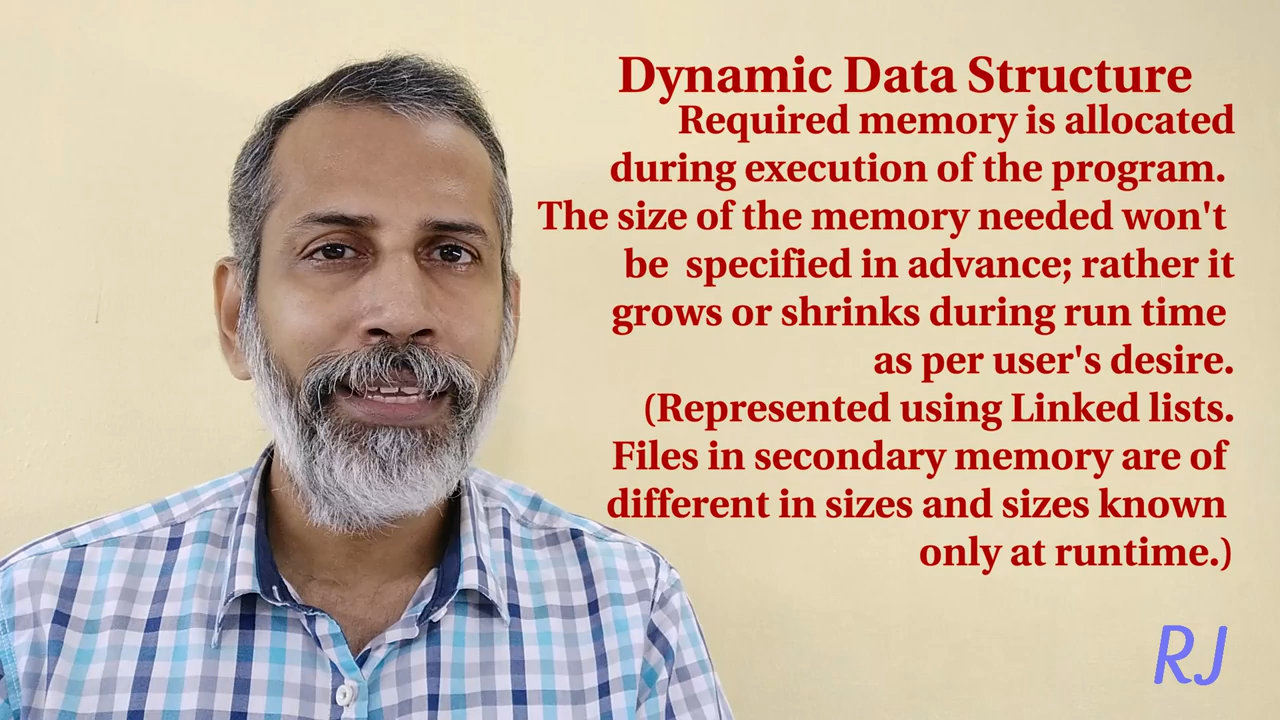 Dynamic Data Structure
Required memory is allocated
during execution of the program.
The size of the memory needed won't
be specified in advance; rather it
grows or shrinks during run time
as per user's desire.
(Represented using Linked lists.
Files in secondary memory are of
different in sizes and sizes known
only at runtime.)
RJ